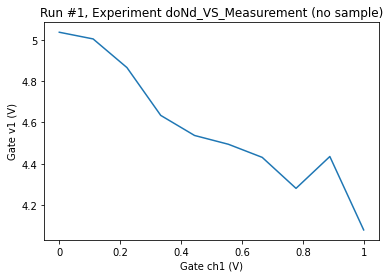 Run #1, Experiment doNd_VS_Measurement (no sample)
Gate v1 (V)
5
4.8
4.6
4.4
4.2
0 0.2 0.4 0.6 0.8 1
Gate ch1 (V)